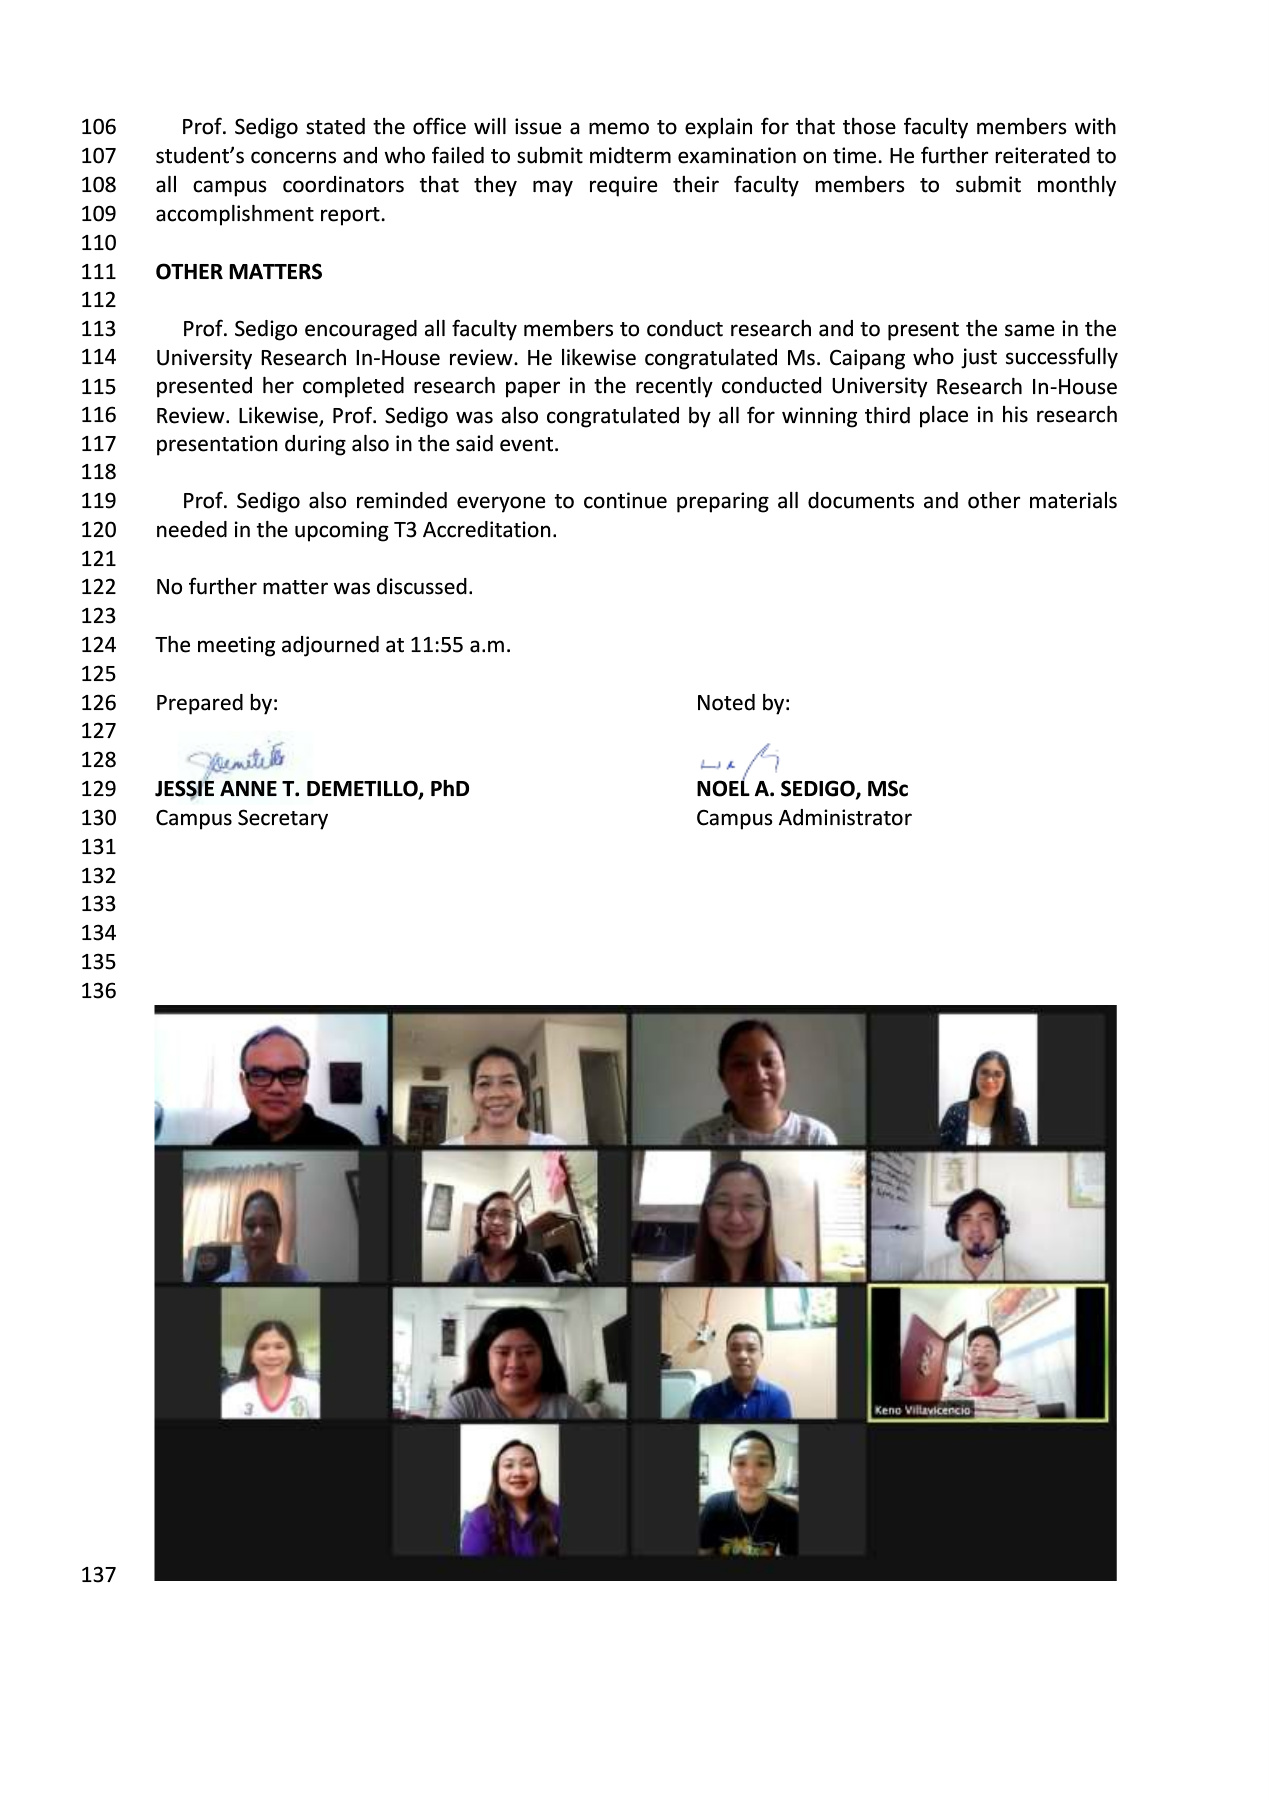 106 Prof. Sedigo stated the office will issue a memo to explain for that those faculty members with
107 student’s concerns and who failed to submit midterm examination on time. He further reiterated to
108 all campus coordinators that they may require their faculty members to submit monthly
109 accomplishment report.
110
111 OTHER MATTERS
112
113 Prof. Sedigo encouraged all faculty members to conduct research and to present the same in the
114 University Research In-House review. He likewise congratulated Ms. Caipang who just successfully
115 presented her completed research paper in the recently conducted University Research In-House
116 Review. Likewise, Prof. Sedigo was also congratulated by all for winning third place in his research
117 presentation during also in the said event.
118
119 Prof. Sedigo also reminded everyone to continue preparing all documents and other materials
120 needed in the upcoming T3 Accreditation.
121
122 No further matter was discussed.
123
124 The meeting adjourned at 11:55 a.m.
125
126 Prepared by: Noted by:
127
128
129 JESSIE ANNE T. DEMETILLO, PhD NOEL A. SEDIGO, MSc
130 Campus Secretary Campus Administrator
131
132
133
134
135
136
3
Keno Villavicencio
137